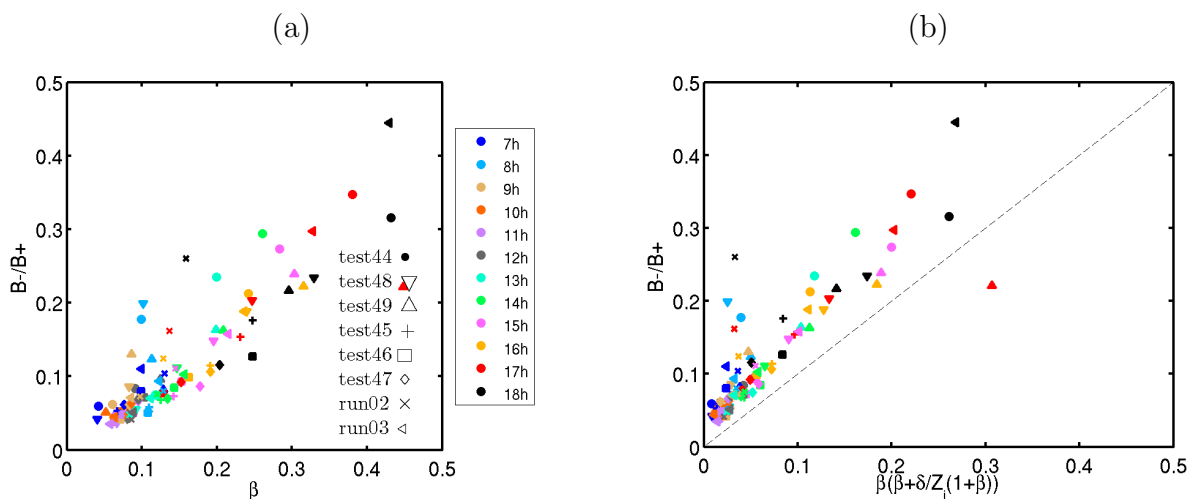 (a)
(b)
B-/B+
0.5
0.4
0.3
0.2
0.1
0
0
0.1
0.2
0.3
0.4
0.5
β
test44
test48
test49
test45
test46
test47
run02
run03
7h
8h
9h
10h
11h
12h
13h
14h
15h
16h
17h
18h
B-/B+
0.5
0.4
0.3
0.2
0.1
0
0
0.1
0.2
0.3
0.4
0.5
β(β+δ/Z_i(1+β))